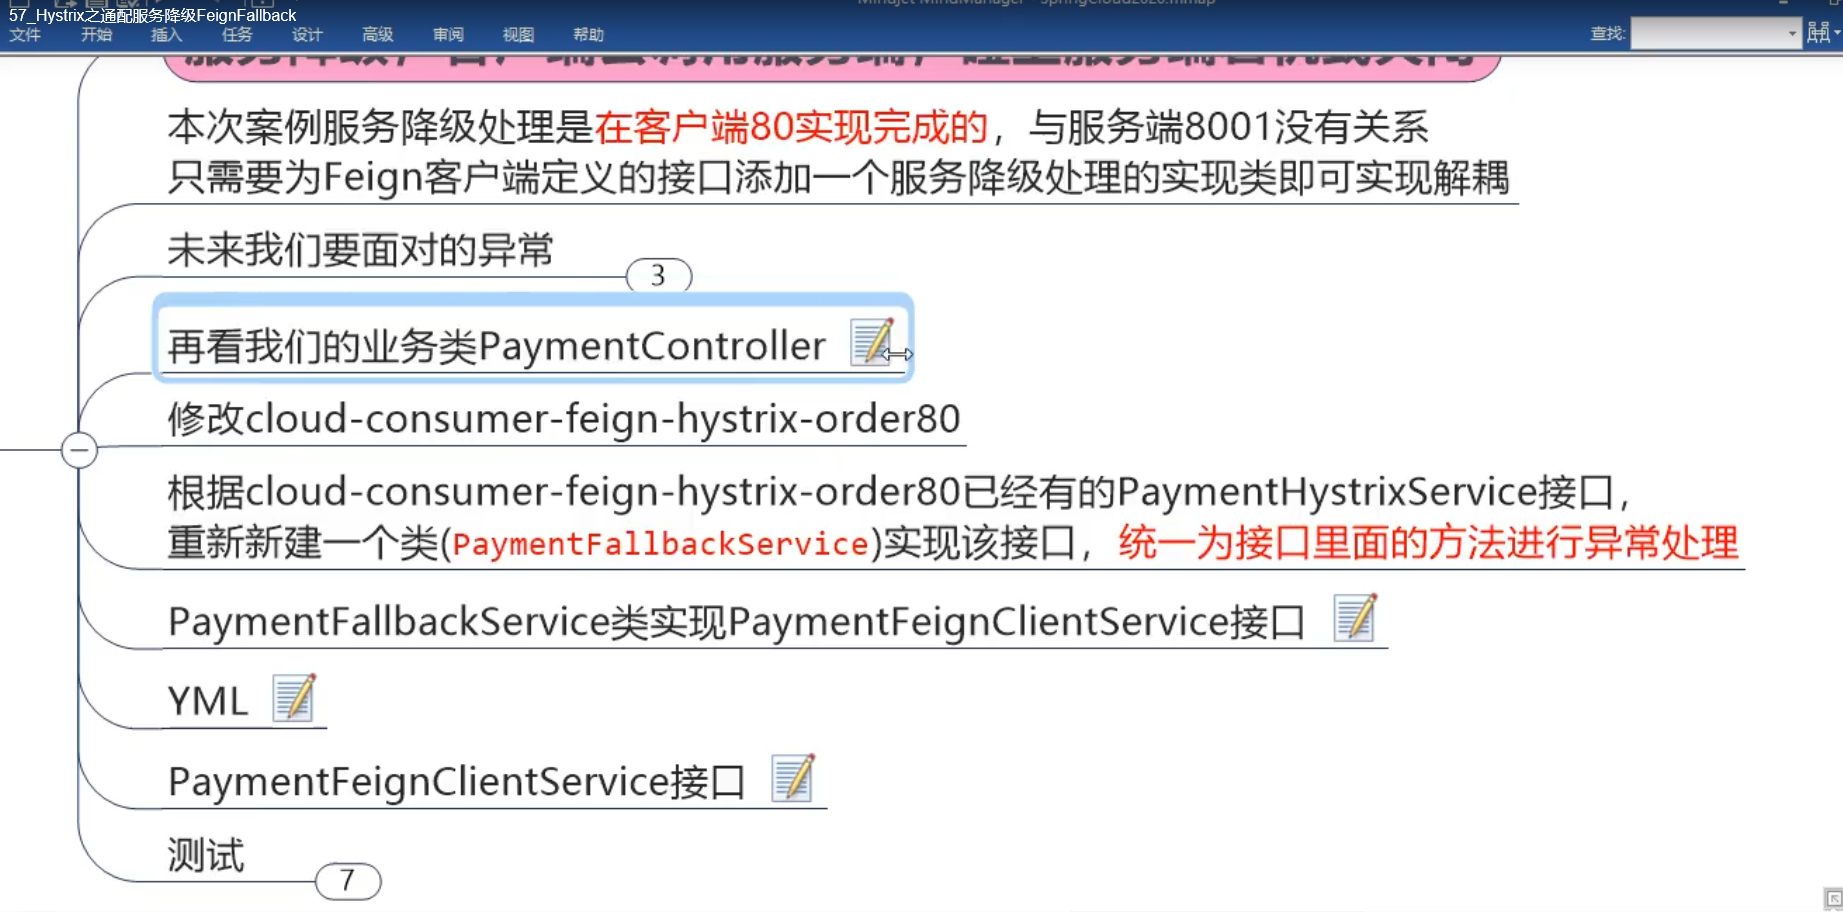 57_Hystrix之通配服务降级FeignFallback
文件 开始 插入 任务 设计 高级 审阅 视图 帮助 查找:
本次案例服务降级处理是在客户端80实现完成的，与服务端8001没有关系
只需要为Feign客户端定义的接口添加一个服务降级处理的实现类即可实现解耦
未来我们要面对的异常
3
再看我们的业务类PaymentController
修改cloud-consumer-feign-hystrix-order80
根据cloud-consumer-feign-hystrix-order80已经有的PaymentHystrixService接口，
重新新建一个类(PaymentFallbackService)实现该接口，统一为接口里面的方法进行异常处理
PaymentFallbackService类实现PaymentFeignClientService接口
YML
PaymentFeignClientService接口
测试
7